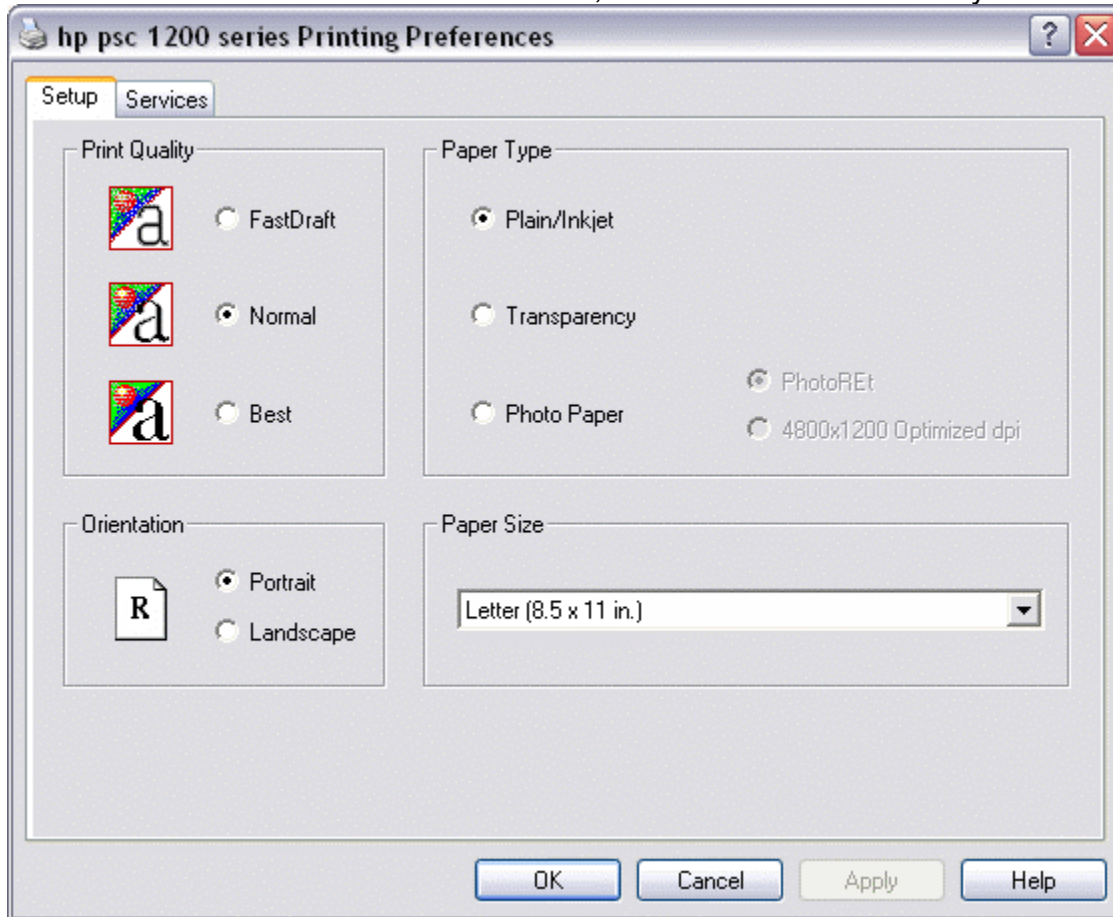 hp psc 1200 series Printing Preferences
?
Setup Services
Print Quality
FastDraft
a
Normal
a
Best
a
Paper Type
Plain/Inkjet
Transparency
Photo Paper
PhotoREt
4800x1200 Optimized dpi
Orientation
R
Portrait
Landscape
Paper Size
Letter (8.5 x 11 in.)
OK Cancel Apply Help